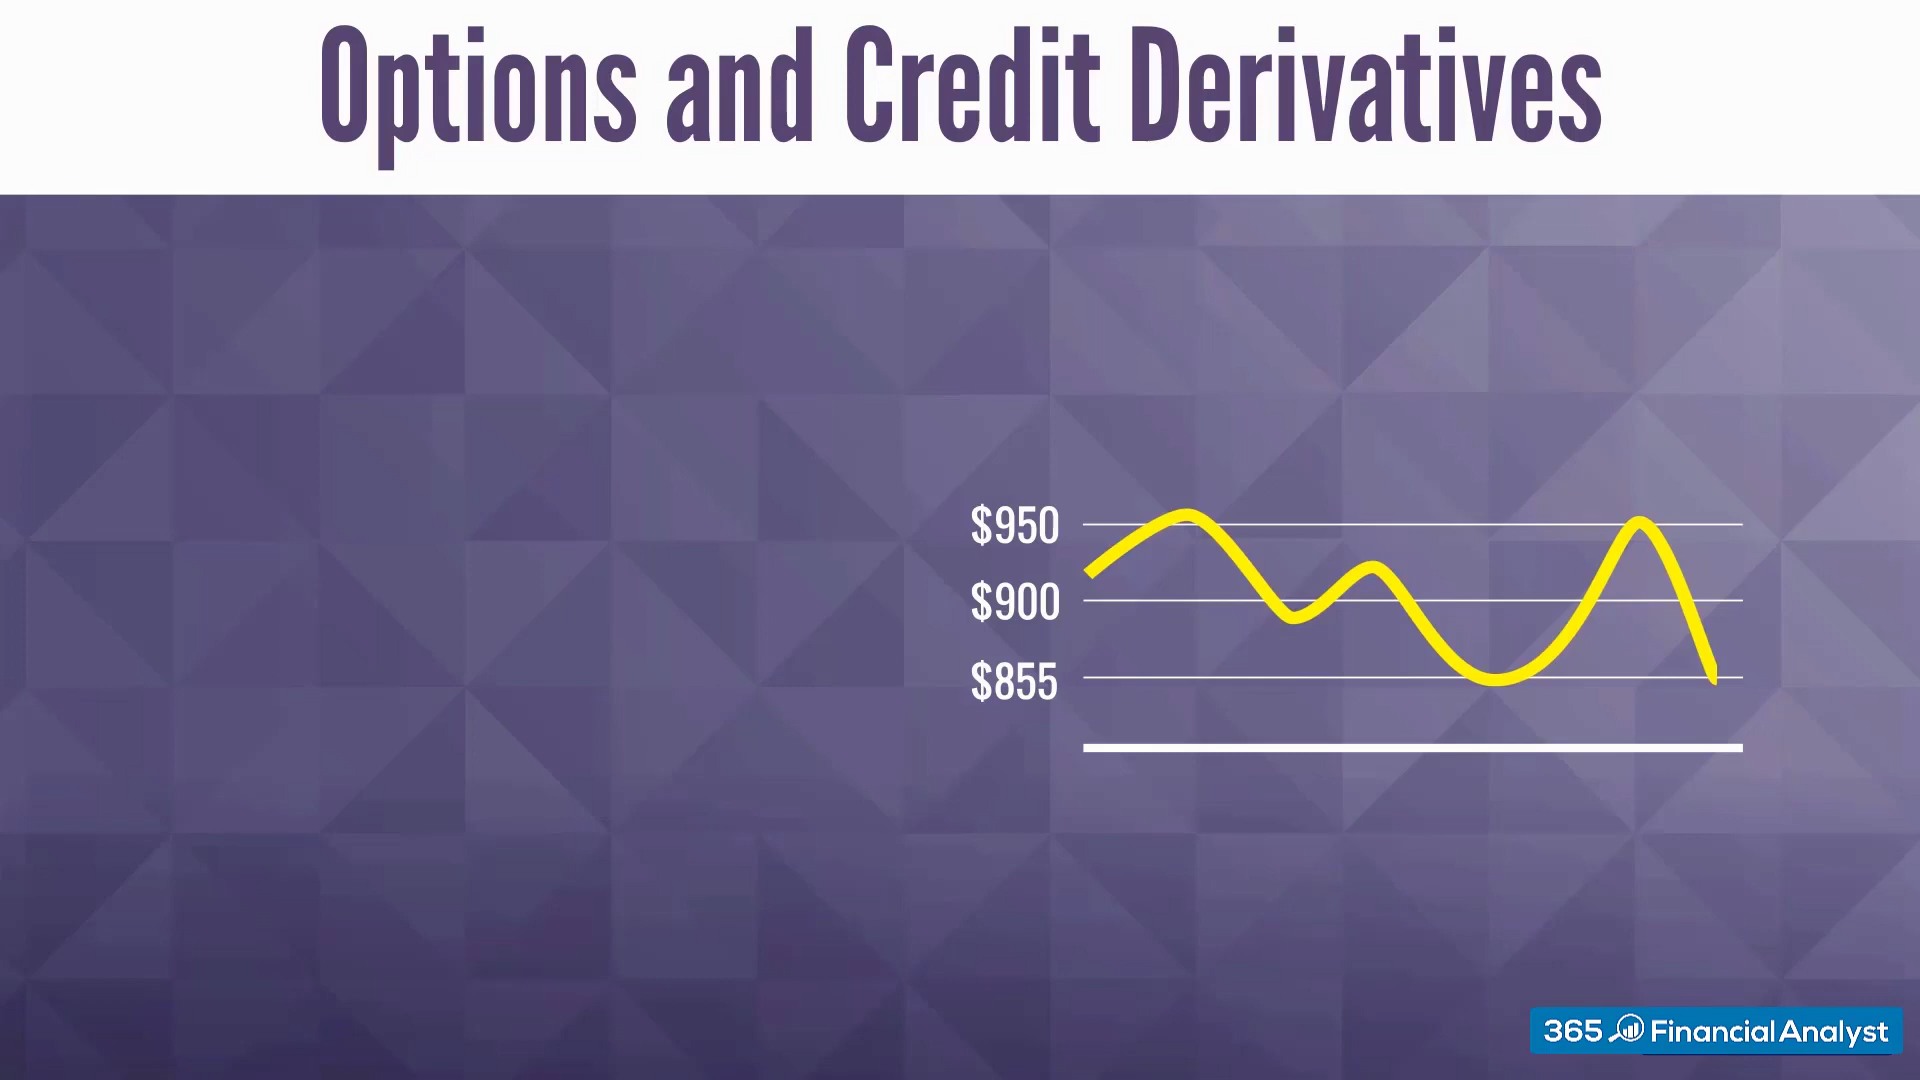 Options and Credit Derivatives
$950
$900
$855
365 Financial Analyst